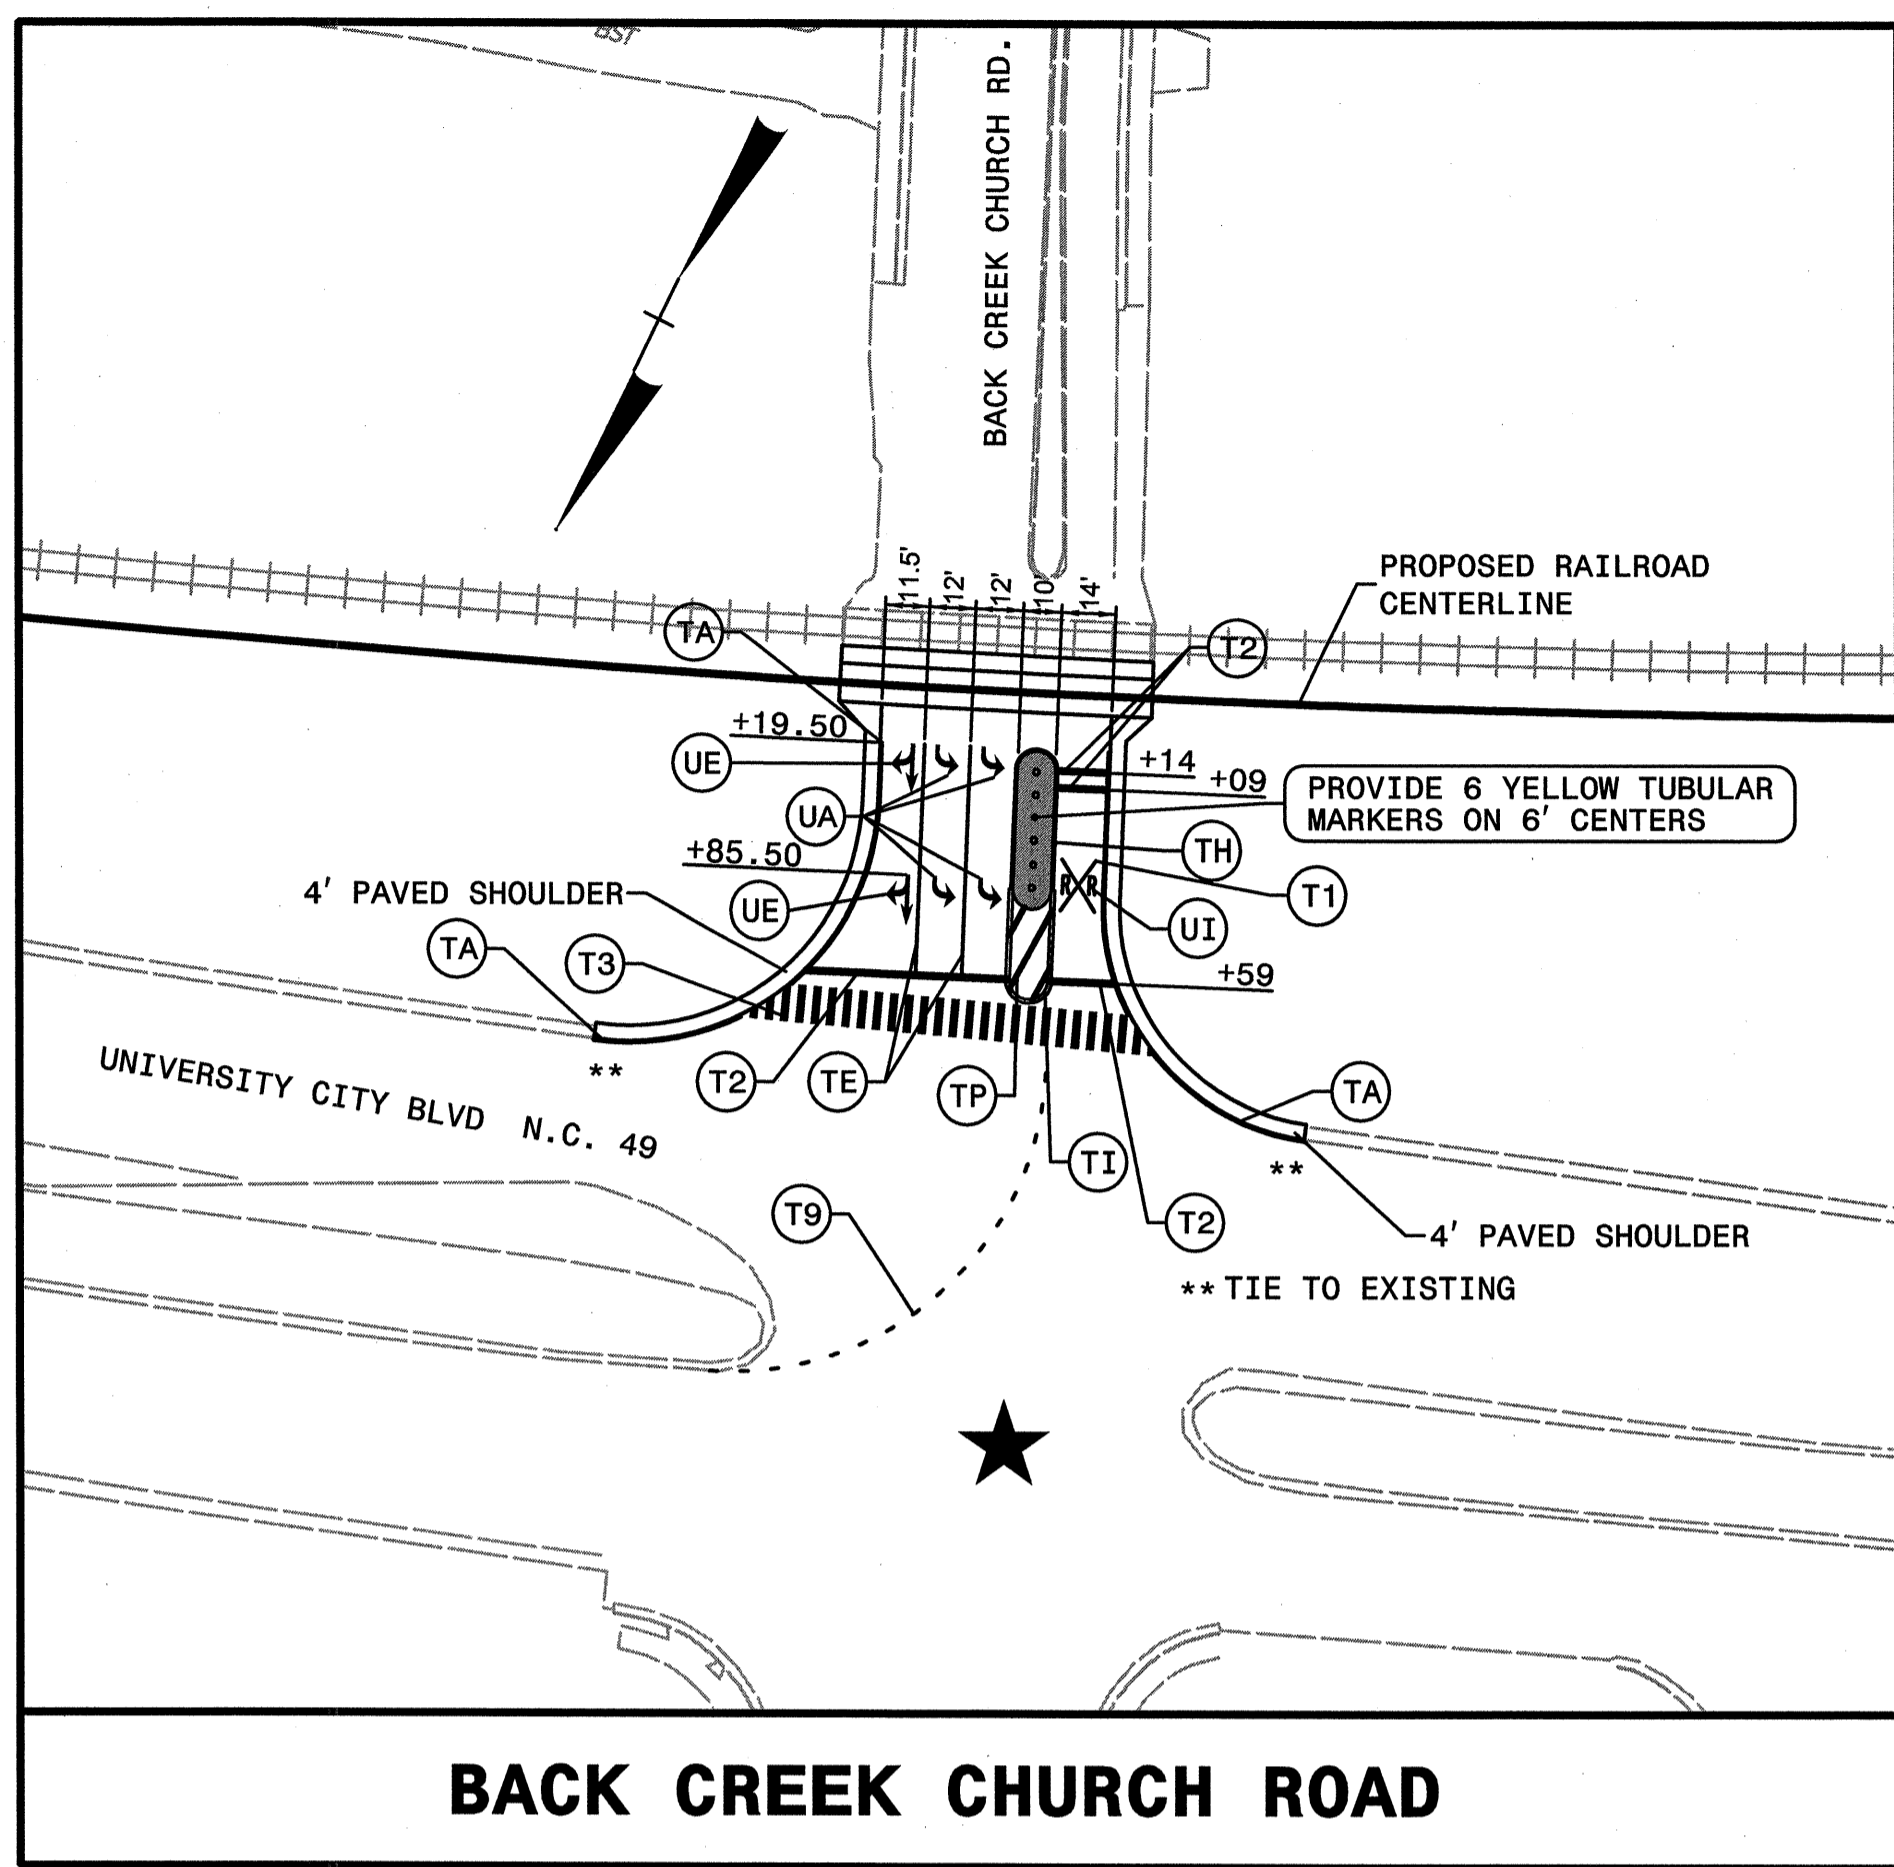 BST
BACK CREEK CHURCH RD.
11.5'
12'
12'
10'
14'
PROPOSED RAILROAD
CENTERLINE
TA
T2
+19.50
UE
+14
+09
PROVIDE 6 YELLOW TUBULAR
MARKERS ON 6' CENTERS
UA
TH
+85.50
4' PAVED SHOULDER
UE
R R
T1
UI
TA
T3
+59
**
T2
TE
TP
TA
UNIVERSITY CITY BLVD N.C. 49
TI
**
T9
T2
4' PAVED SHOULDER
** TIE TO EXISTING
BACK CREEK CHURCH ROAD